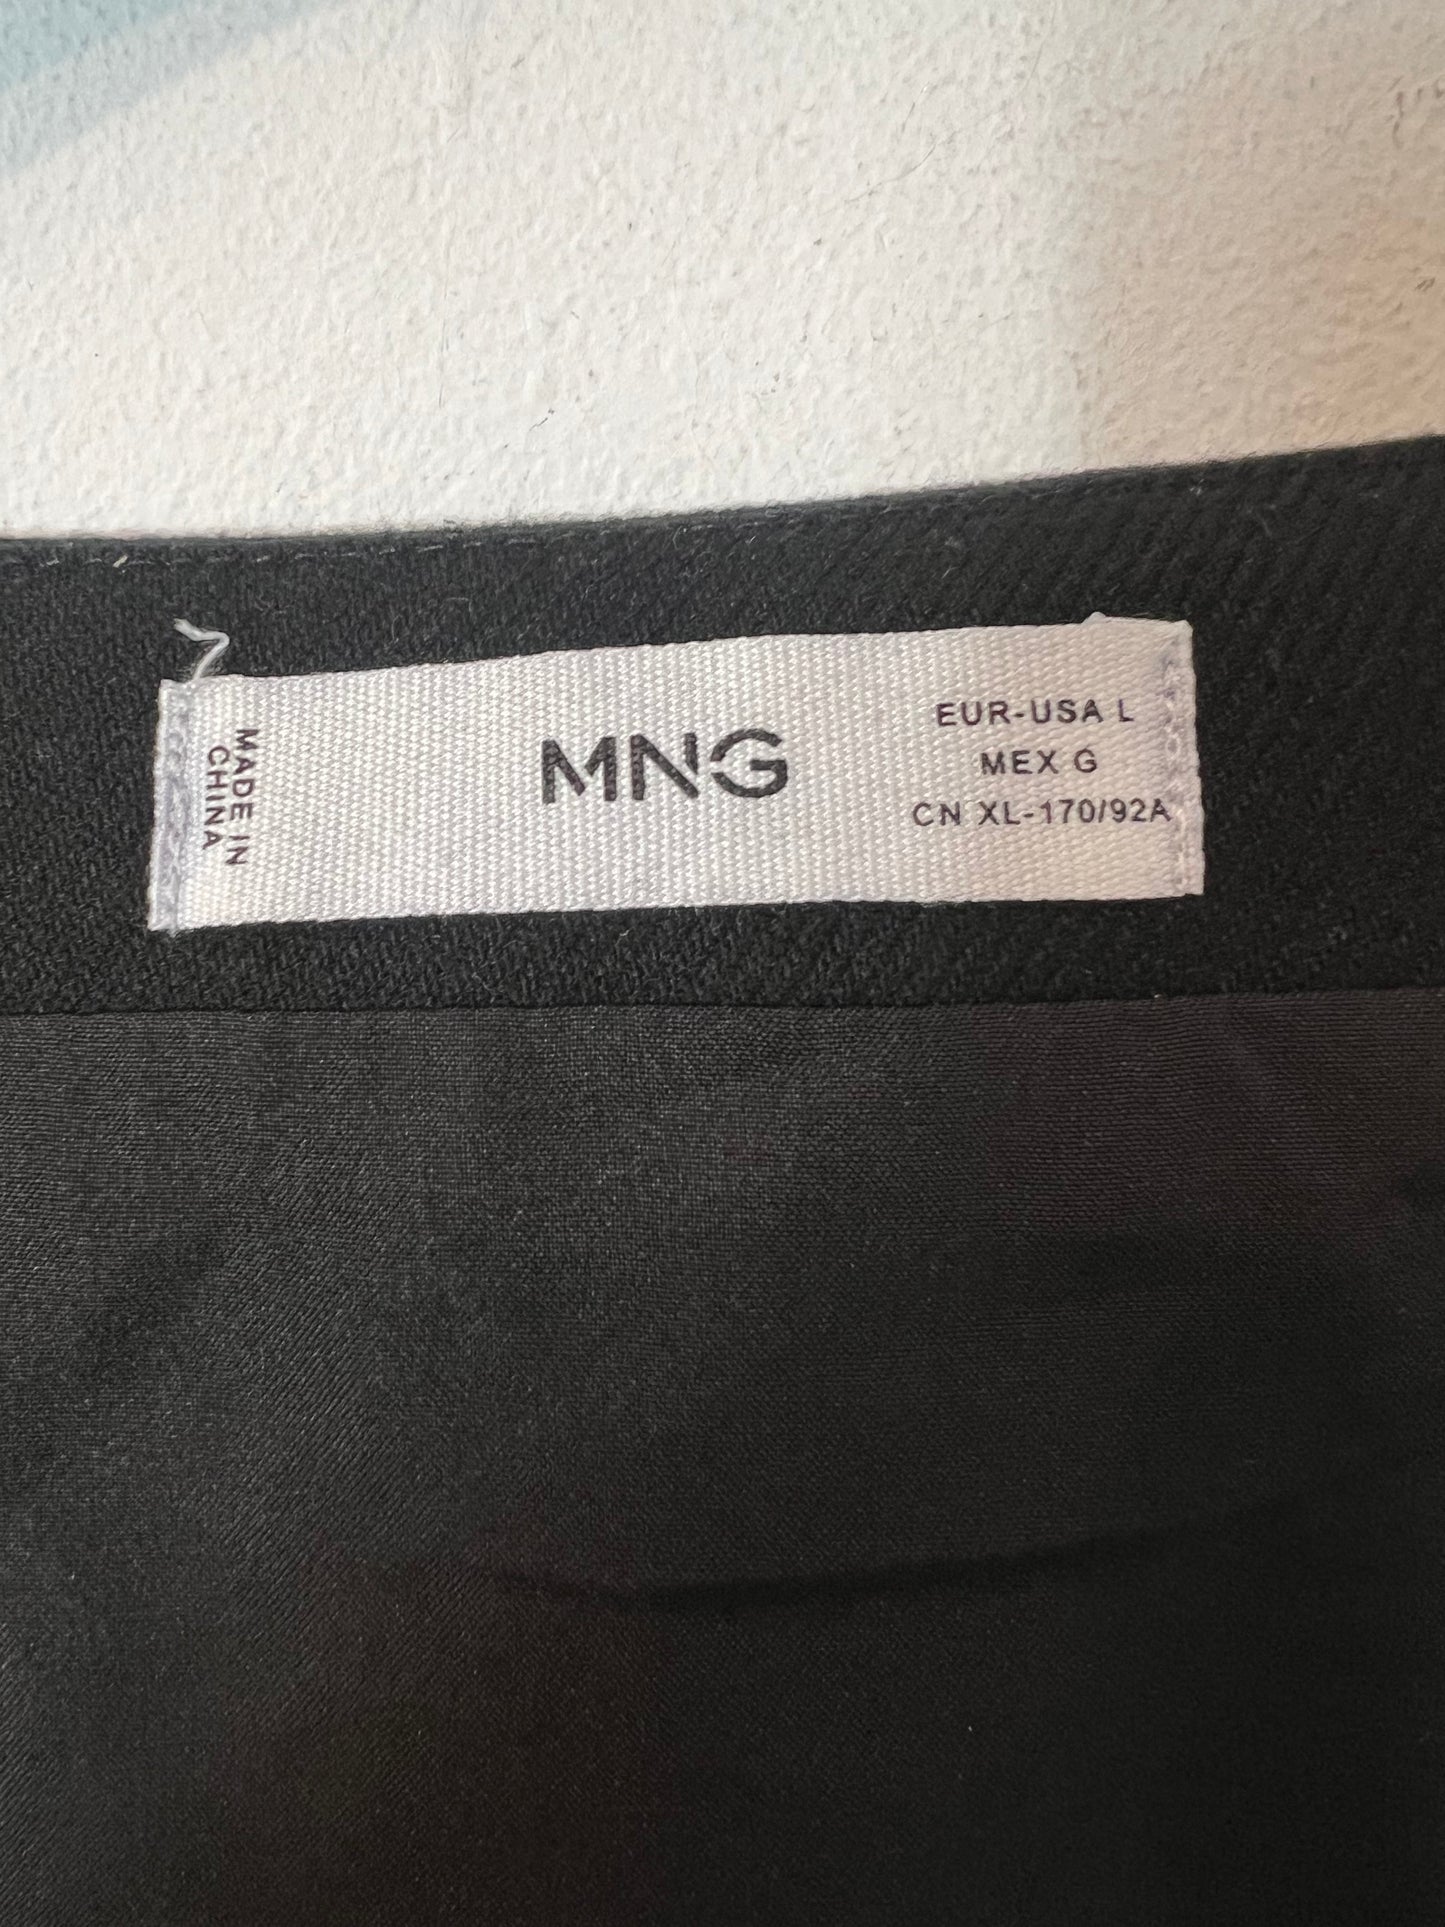 MADE IN
CHINA
MNG
EUR-USA L
MEX G
CN XL-170/92A